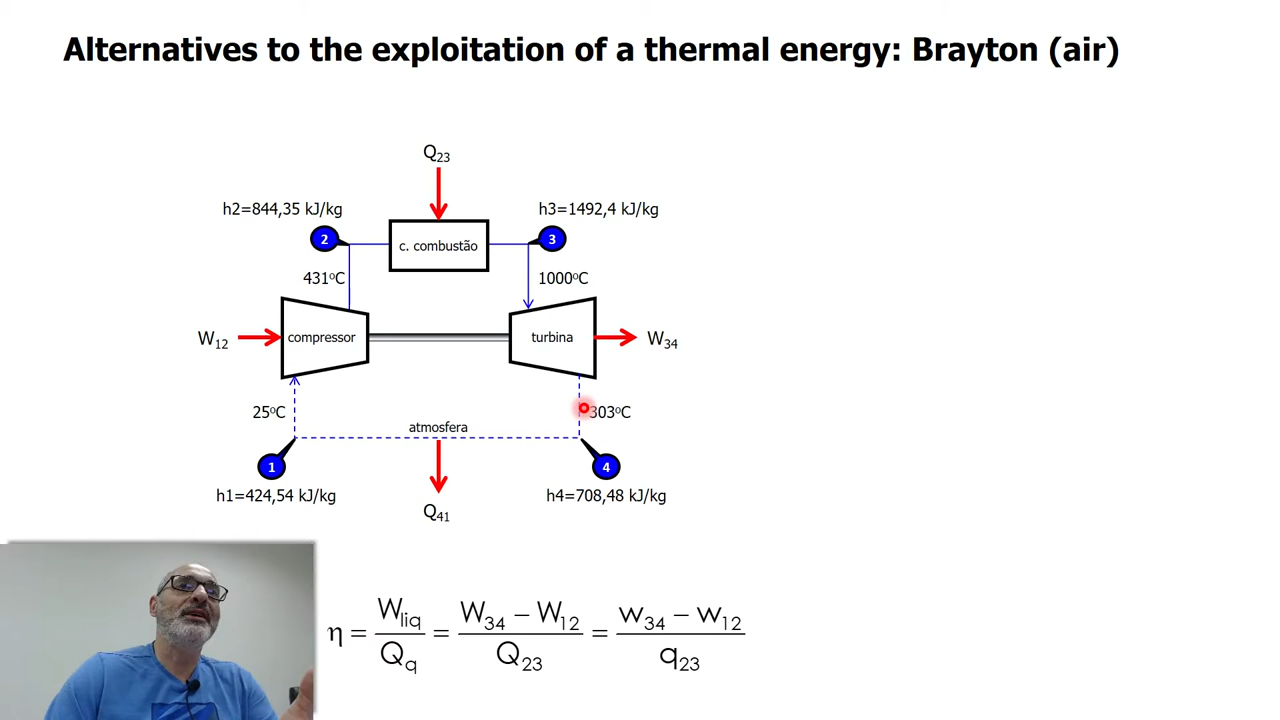 Alternatives to the exploitation of a thermal energy: Brayton (air)
Q23
h2=844,35 kJ/kg
h3=1492,4 kJ/kg
2
c. combustão
3
431ºC
1000ºC
W12
compressor
turbina
W34
25ºC
303ºC
atmosfera
1
4
h1=424,54 kJ/kg
h4=708,48 kJ/kg
Q41
η = Wliq / Qq = (W34 − W12) / Q23 = (w34 − w12) / q23